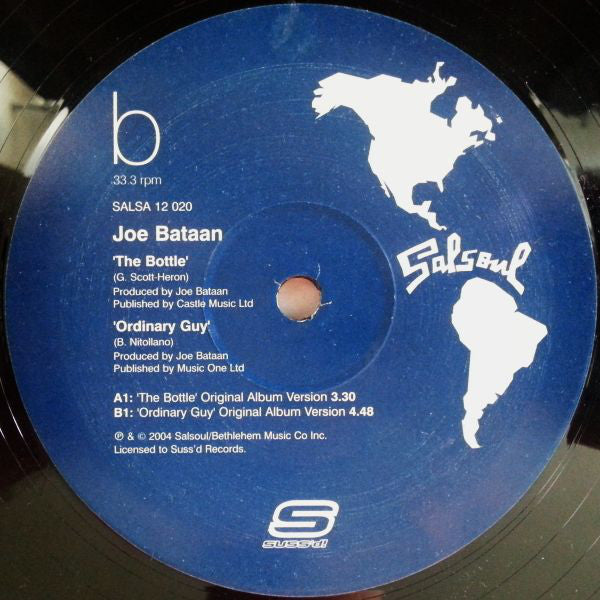 b
33.3 rpm
SALSA 12 020
Joe Bataan
'The Bottle'
(G. Scott-Heron)
Produced by Joe Bataan
Published by Castle Music Ltd
'Ordinary Guy'
(B. Nitollano)
Produced by Joe Bataan
Published by Music One Ltd
A1: 'The Bottle' Original Album Version 3.30
B1: 'Ordinary Guy' Original Album Version 4.48
℗ & © 2004 Salsoul/Bethlehem Music Co Inc.
Licensed to Suss'd Records.
Salsoul
S
suss'd!